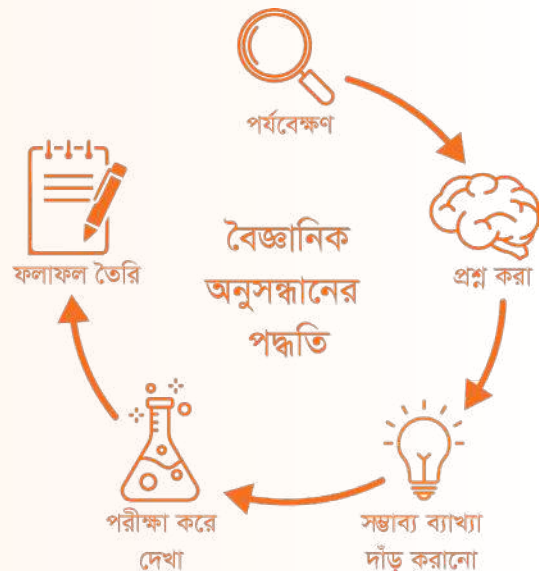 পর্যবেক্ষণ
প্রশ্ন করা
সম্ভাব্য ব্যাখ্যা
দাঁড় করানো
পরীক্ষা করে
দেখা
ফলাফল তৈরি
বৈজ্ঞানিক
অনুসন্ধানের
পদ্ধতি